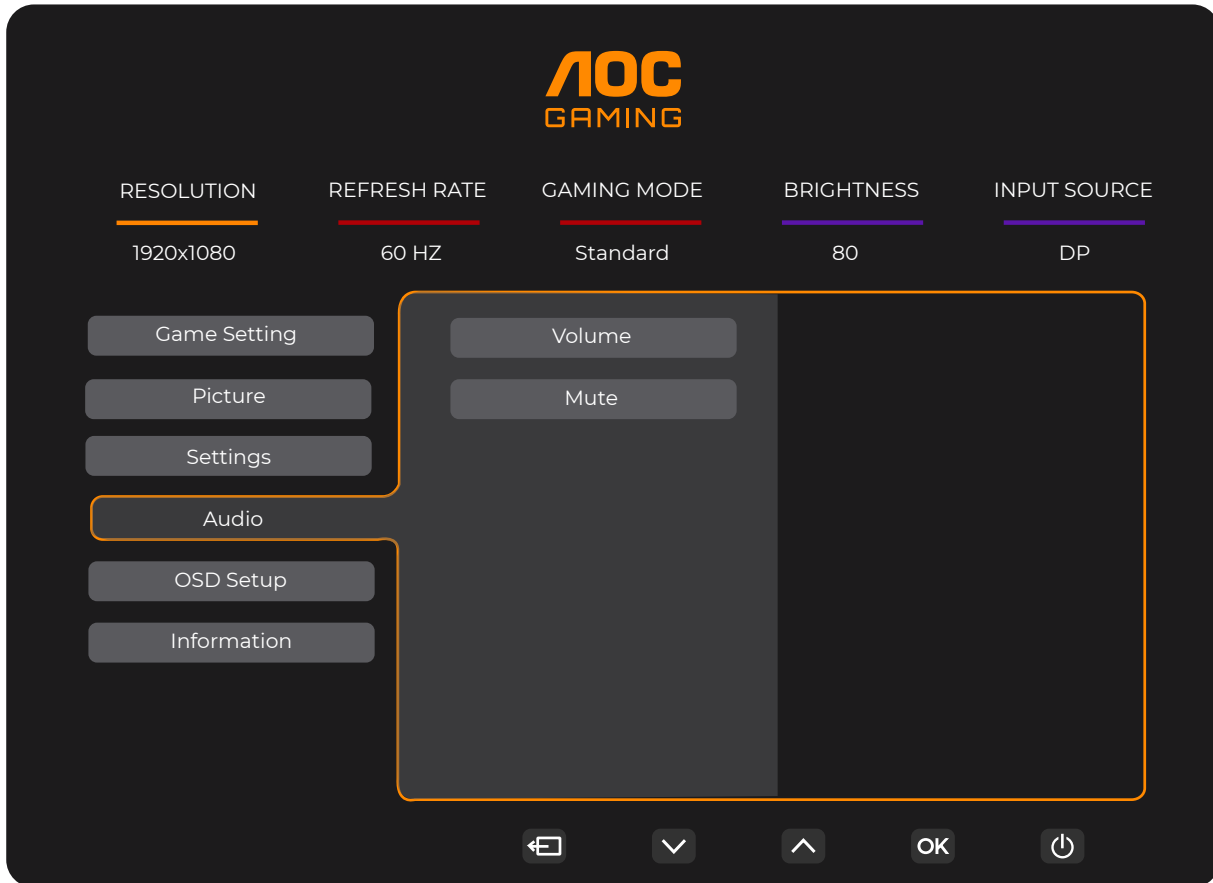 AOC
GAMING
RESOLUTION REFRESH RATE GAMING MODE BRIGHTNESS INPUT SOURCE
1920x1080 60 HZ Standard 80 DP
Game Setting
Picture
Settings
Audio
OSD Setup
Information
Volume
Mute
OK